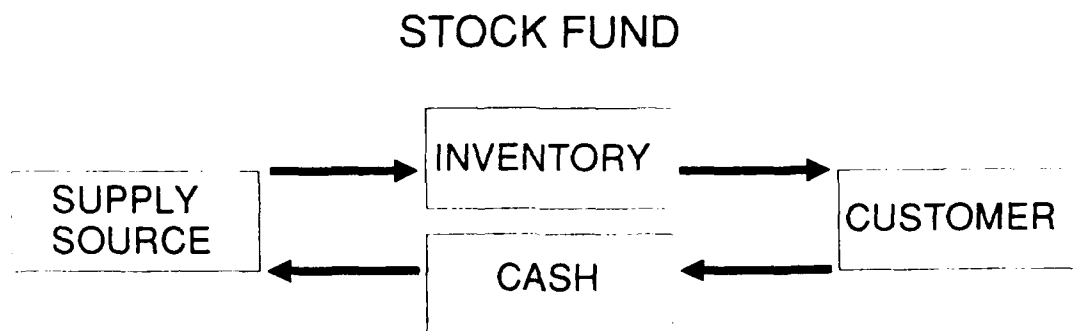 STOCK FUND
INVENTORY
SUPPLY
SOURCE
CUSTOMER
CASH